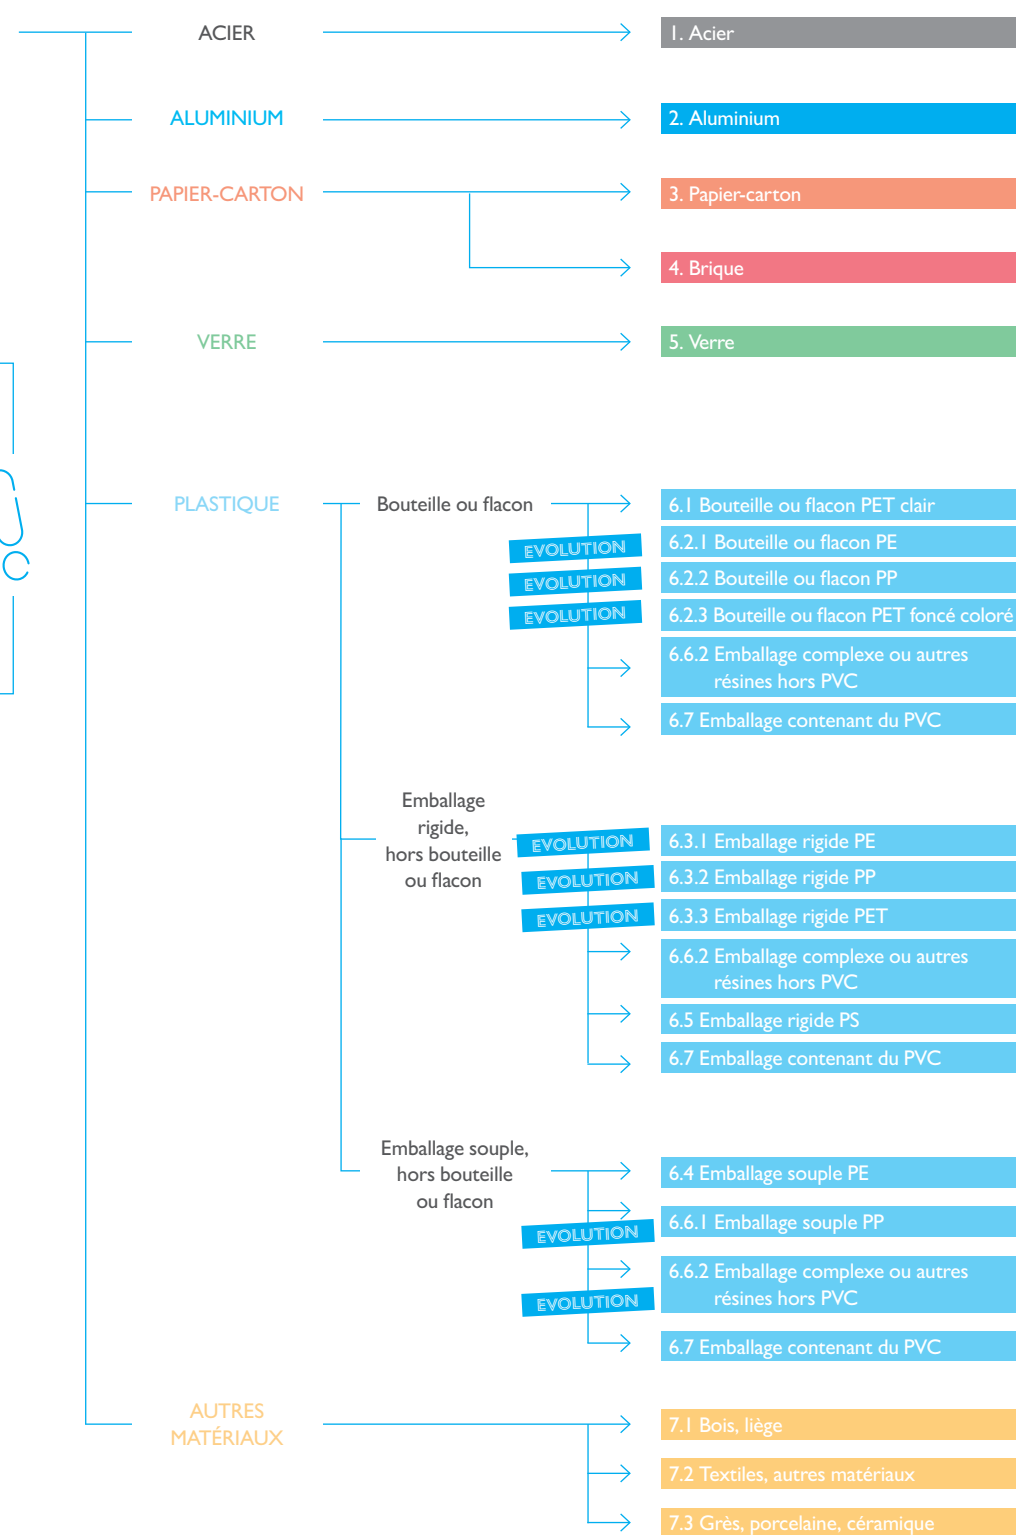 ACIER
1. Acier
ALUMINIUM
2. Aluminium
PAPIER-CARTON
3. Papier-carton
4. Brique
VERRE
5. Verre
PLASTIQUE
Bouteille ou flacon
6.1 Bouteille ou flacon PET clair
EVOLUTION
6.2.1 Bouteille ou flacon PE
EVOLUTION
6.2.2 Bouteille ou flacon PP
EVOLUTION
6.2.3 Bouteille ou flacon PET foncé coloré
6.6.2 Emballage complexe ou autres
résines hors PVC
6.7 Emballage contenant du PVC
Emballage
rigide,
hors bouteille
ou flacon
EVOLUTION
6.3.1 Emballage rigide PE
EVOLUTION
6.3.2 Emballage rigide PP
EVOLUTION
6.3.3 Emballage rigide PET
6.6.2 Emballage complexe ou autres
résines hors PVC
6.5 Emballage rigide PS
6.7 Emballage contenant du PVC
Emballage souple,
hors bouteille
ou flacon
6.4 Emballage souple PE
EVOLUTION
6.6.1 Emballage souple PP
6.6.2 Emballage complexe ou autres
résines hors PVC
EVOLUTION
6.7 Emballage contenant du PVC
AUTRES
MATÉRIAUX
7.1 Bois, liège
7.2 Textiles, autres matériaux
7.3 Grès, porcelaine, céramique